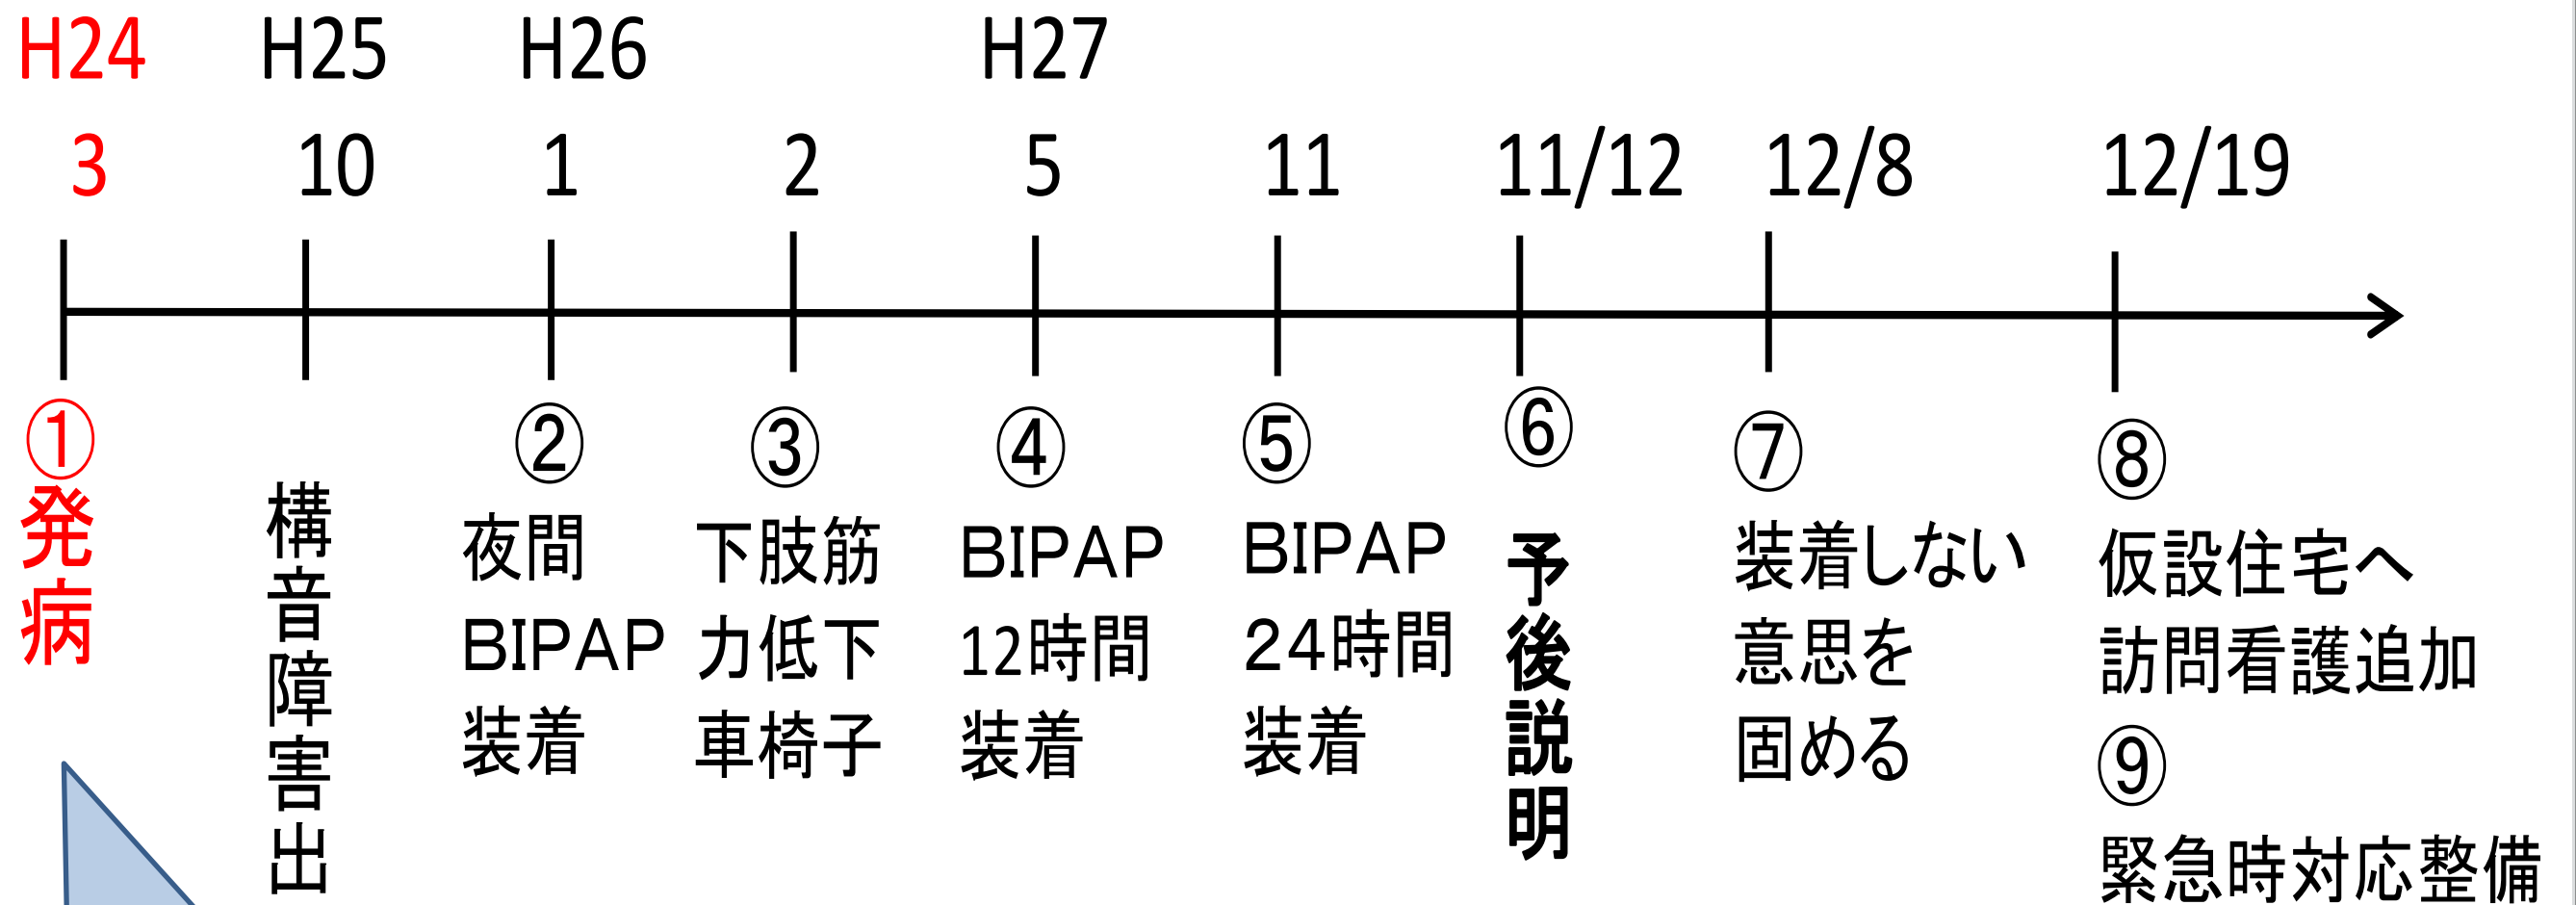 H24 H25 H26 H27
3 10 1 2 5 11 11/12 12/8 12/19
①
発病
構音障害出
②
夜間
BIPAP
装着
③
下肢筋
力低下
車椅子
④
BIPAP
12時間
装着
⑤
BIPAP
24時間
装着
⑥
予後説明
⑦
装着しない
意思を
固める
⑧
仮設住宅へ
訪問看護追加
⑨
緊急時対応整備